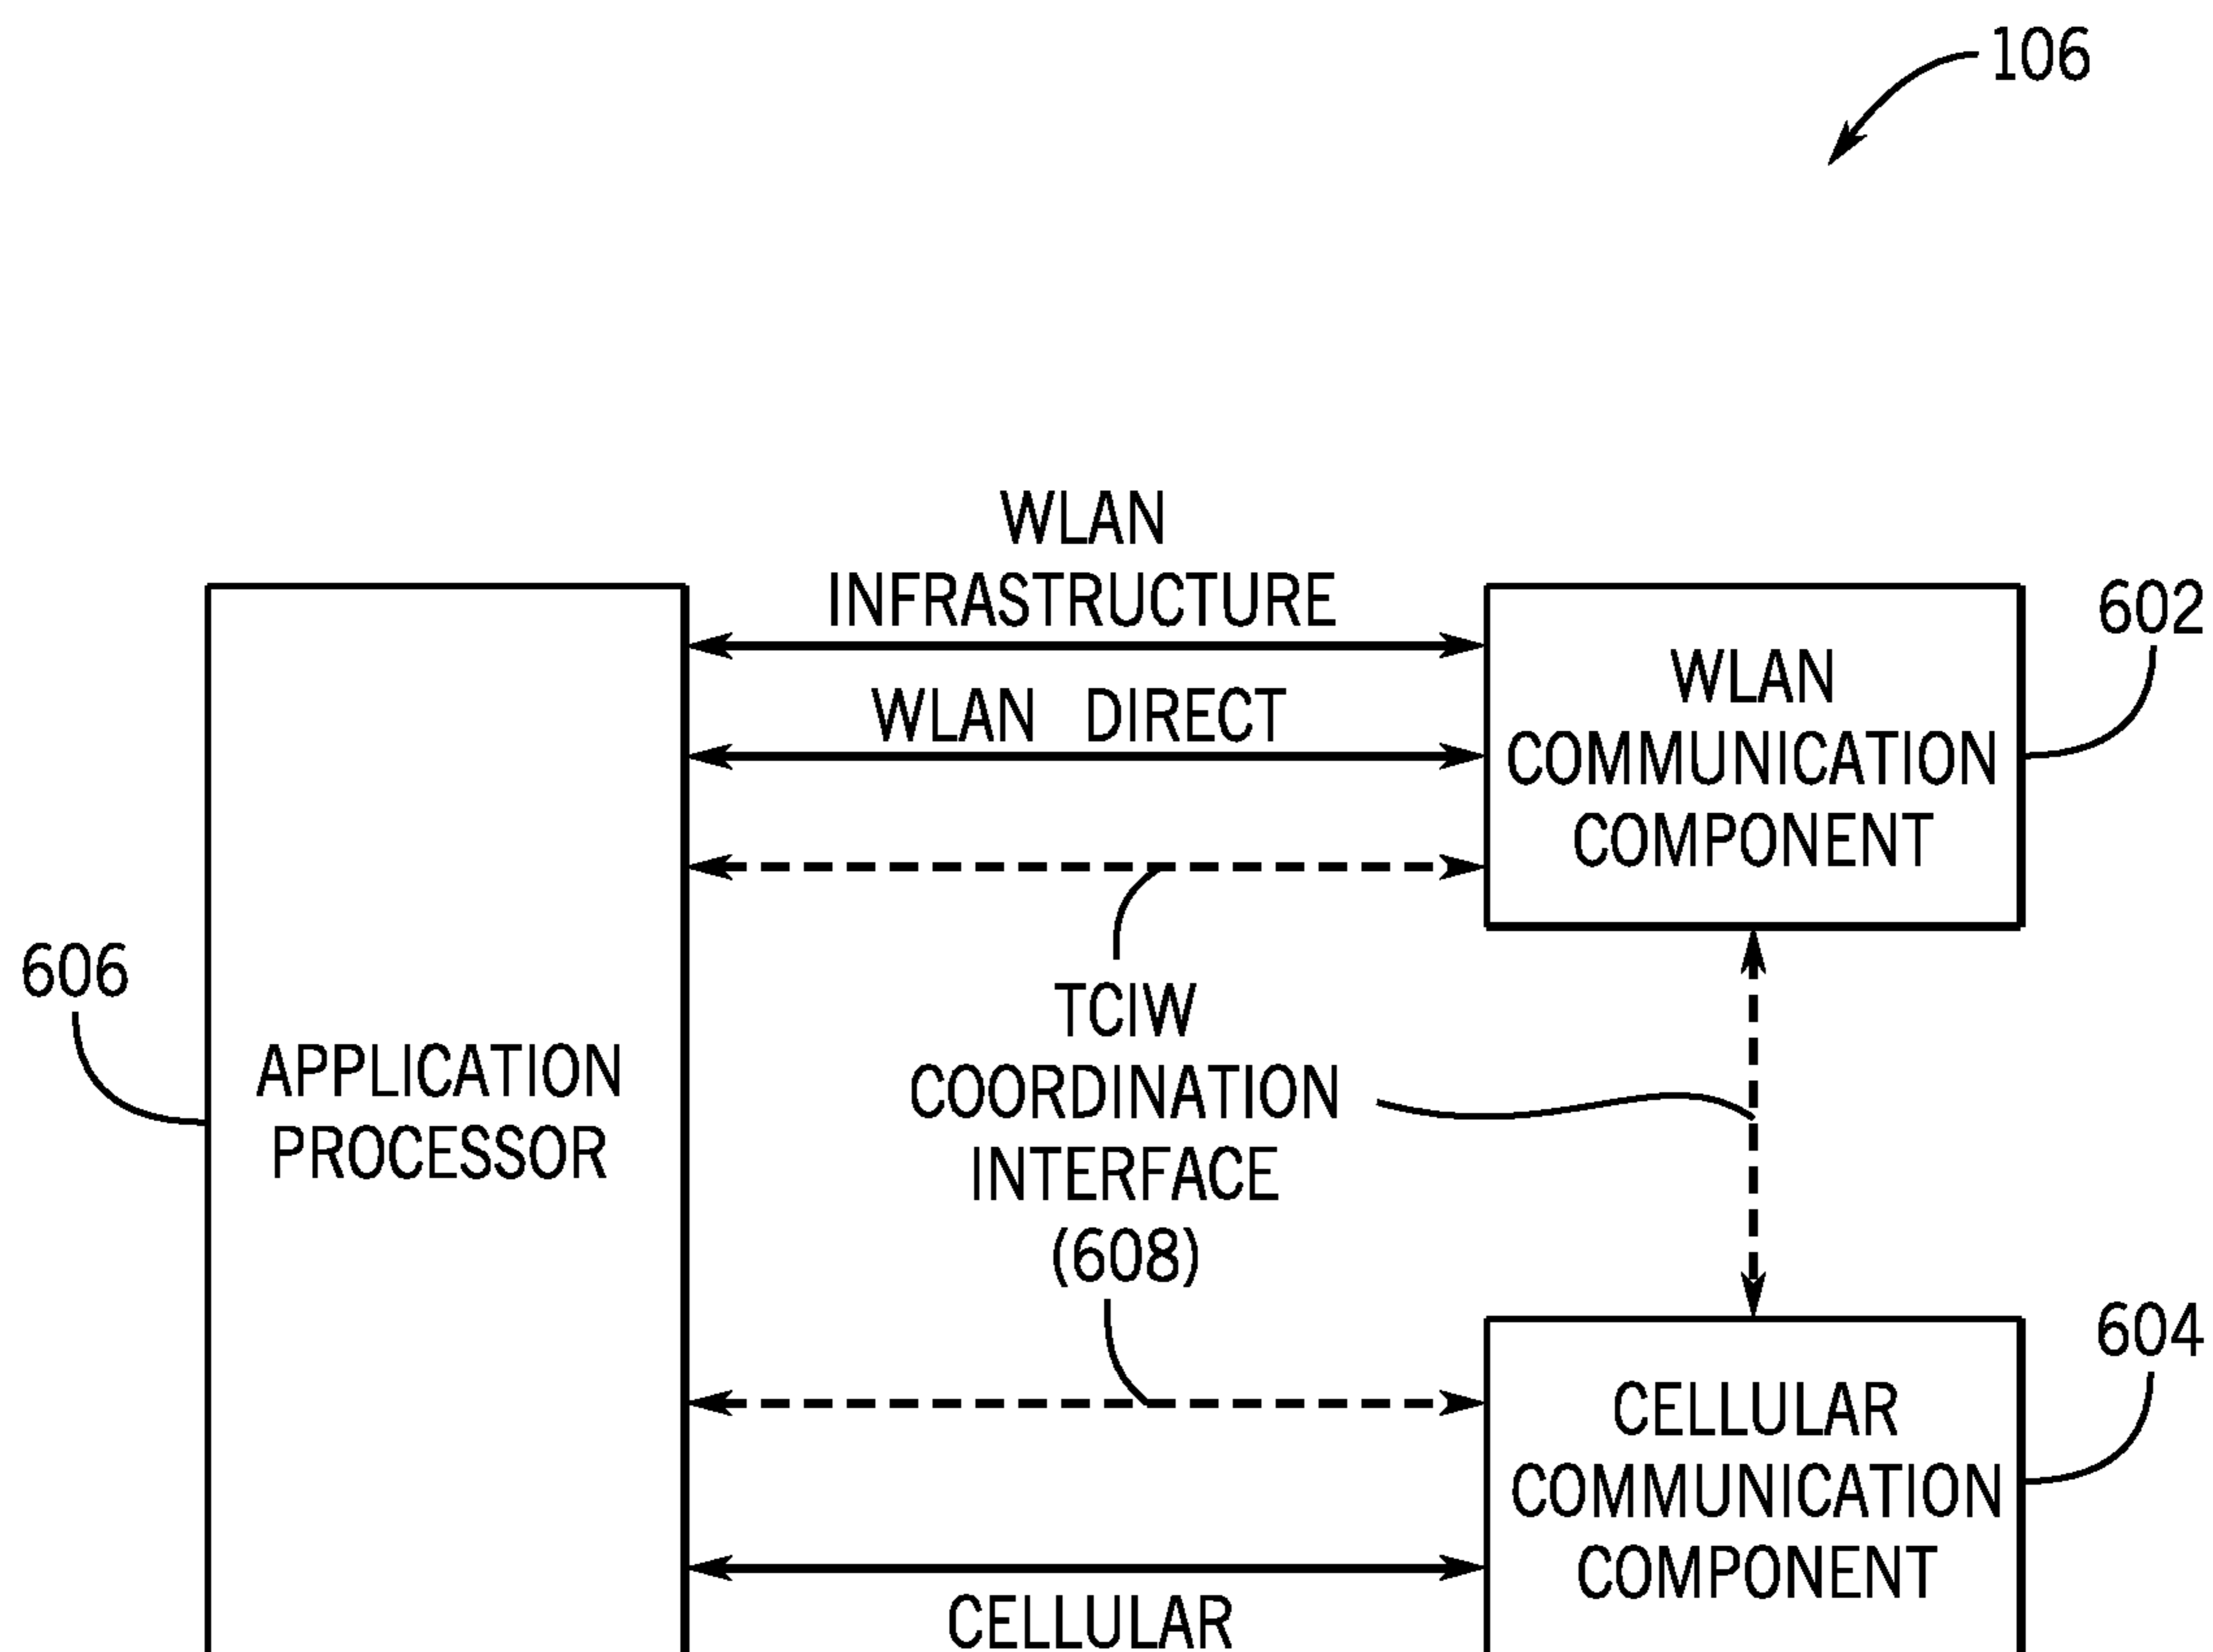 106
WLAN
INFRASTRUCTURE
WLAN DIRECT
602
WLAN
COMMUNICATION
COMPONENT
606
APPLICATION
PROCESSOR
TCIW
COORDINATION
INTERFACE
(608)
604
CELLULAR
COMMUNICATION
COMPONENT
CELLULAR